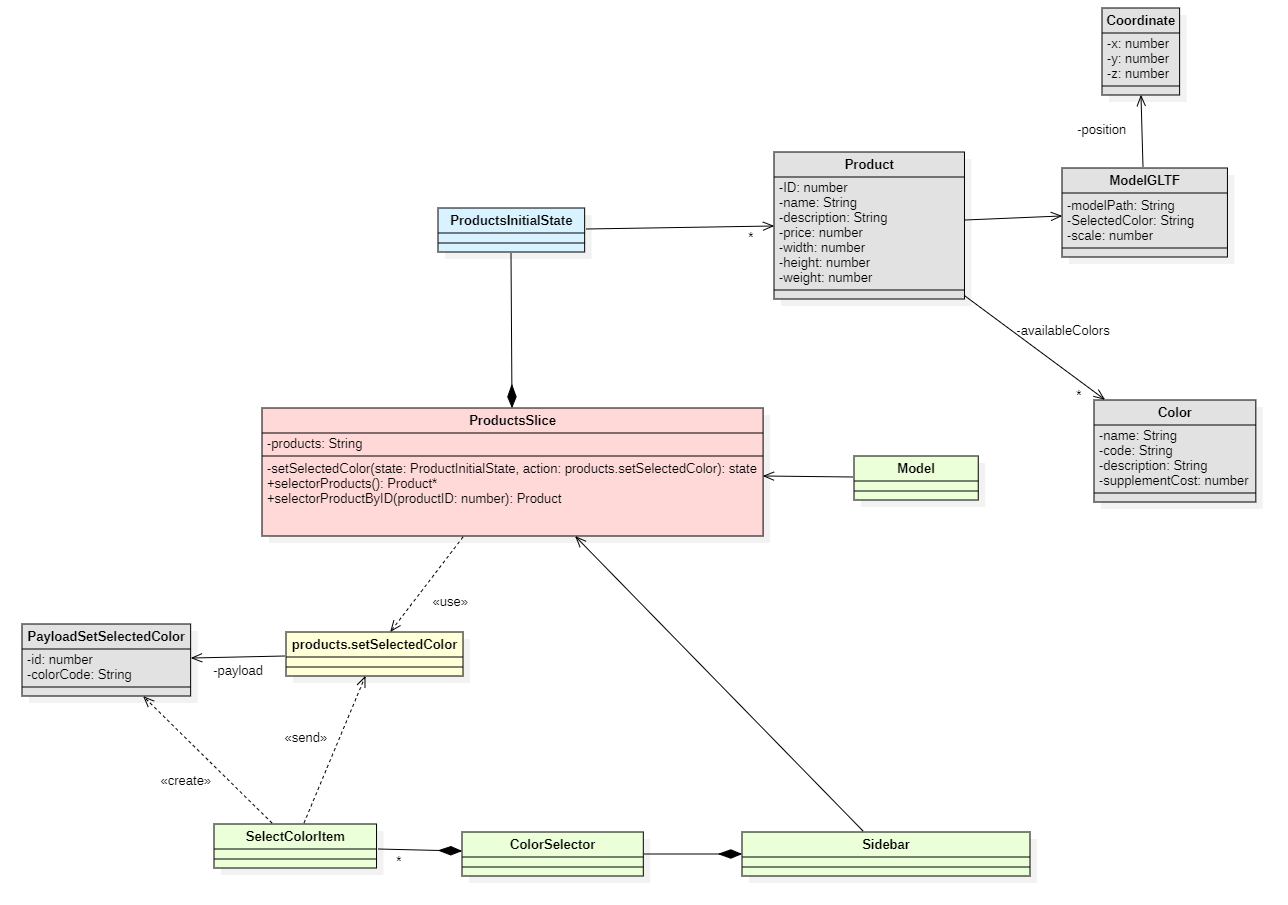 Coordinate
-x: number
-y: number
-z: number
-position
Product
-ID: number
-name: String
-description: String
-price: number
-width: number
-height: number
-weight: number
ModelGLTF
-modelPath: String
-SelectedColor: String
-scale: number
ProductsInitialState
*
-availableColors
*
Color
-name: String
-code: String
-description: String
-supplementCost: number
ProductsSlice
-products: String
-setSelectedColor(state: ProductInitialState, action: products.setSelectedColor): state
+selectorProducts(): Product*
+selectorProductByID(productID: number): Product
Model
«use»
PayloadSetSelectedColor
-id: number
-colorCode: String
-payload
products.setSelectedColor
«send»
«create»
SelectColorItem
*
ColorSelector
Sidebar